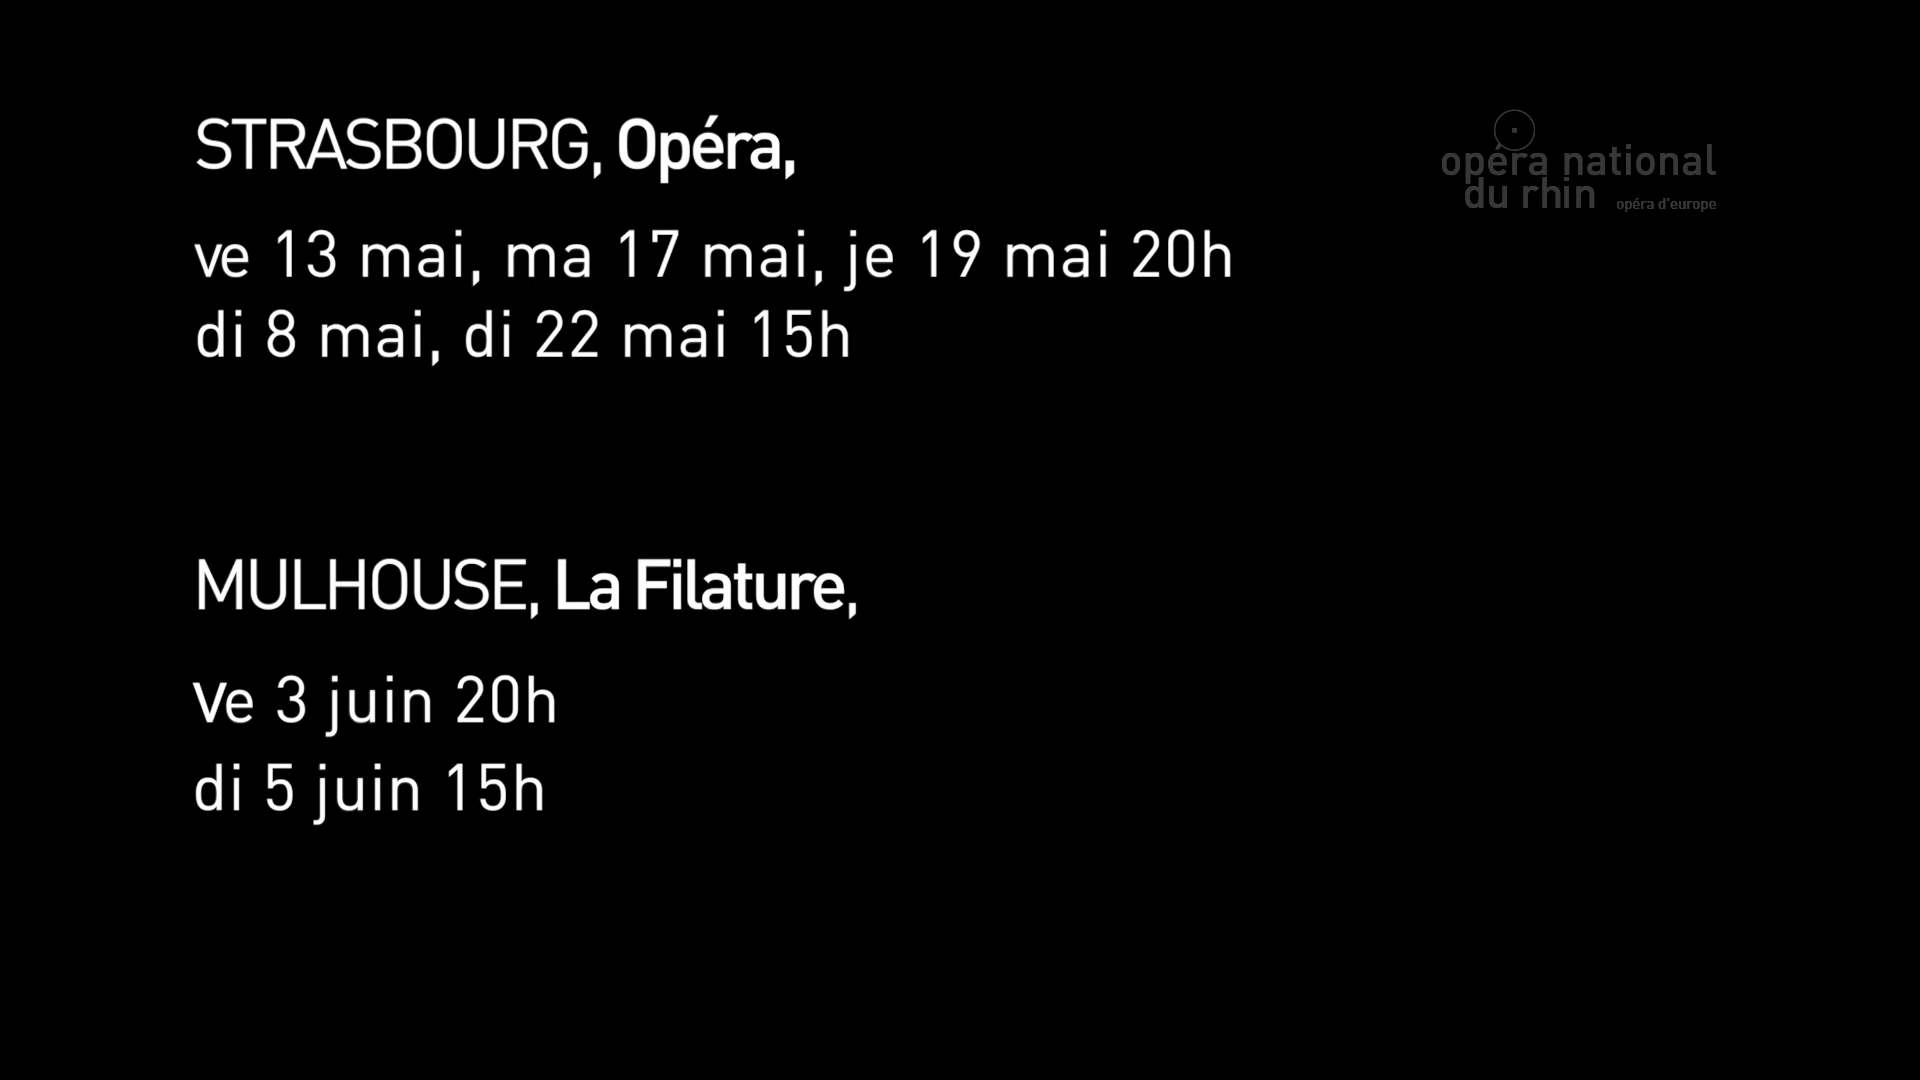 STRASBOURG, Opéra,
ve 13 mai, ma 17 mai, je 19 mai 20h
di 8 mai, di 22 mai 15h
MULHOUSE, La Filature,
Ve 3 juin 20h
di 5 juin 15h
opéra national
du rhin opéra d'europe